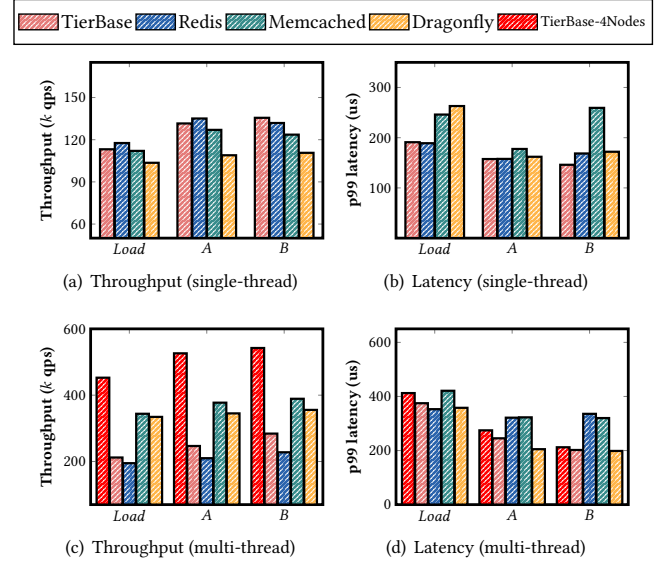 TierBase Redis Memcached Dragonfly TierBase-4Nodes
Throughput (k qps)
150
120
90
60
Load A B
(a) Throughput (single-thread)
p99 latency (us)
300
200
100
Load A B
(b) Latency (single-thread)
Throughput (k qps)
600
400
200
Load A B
(c) Throughput (multi-thread)
p99 latency (us)
600
400
200
0
Load A B
(d) Latency (multi-thread)